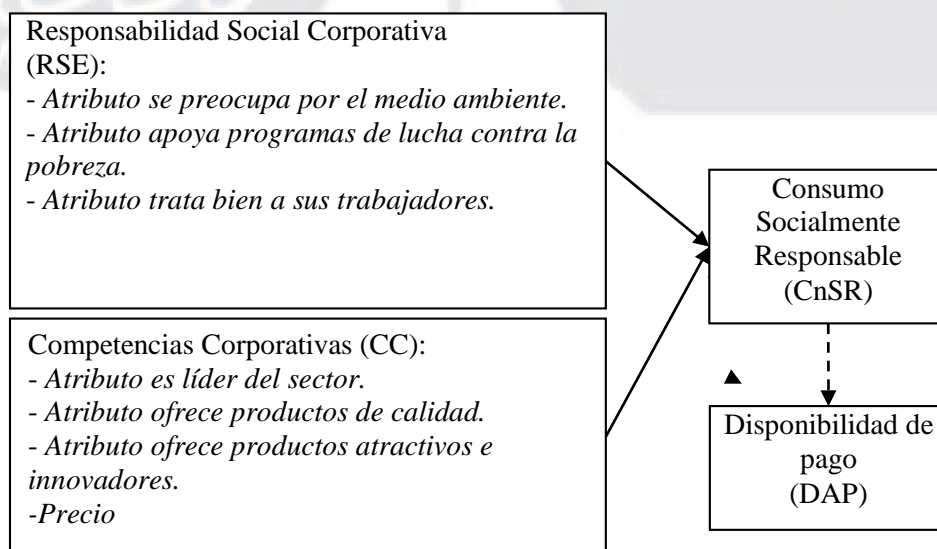 Responsabilidad Social Corporativa
(RSE):
- Atributo se preocupa por el medio ambiente.
- Atributo apoya programas de lucha contra la
pobreza.
- Atributo trata bien a sus trabajadores.
Competencias Corporativas (CC):
- Atributo es líder del sector.
- Atributo ofrece productos de calidad.
- Atributo ofrece productos atractivos e
innovadores.
-Precio
Consumo
Socialmente
Responsable
(CnSR)
Disponibilidad de
pago
(DAP)